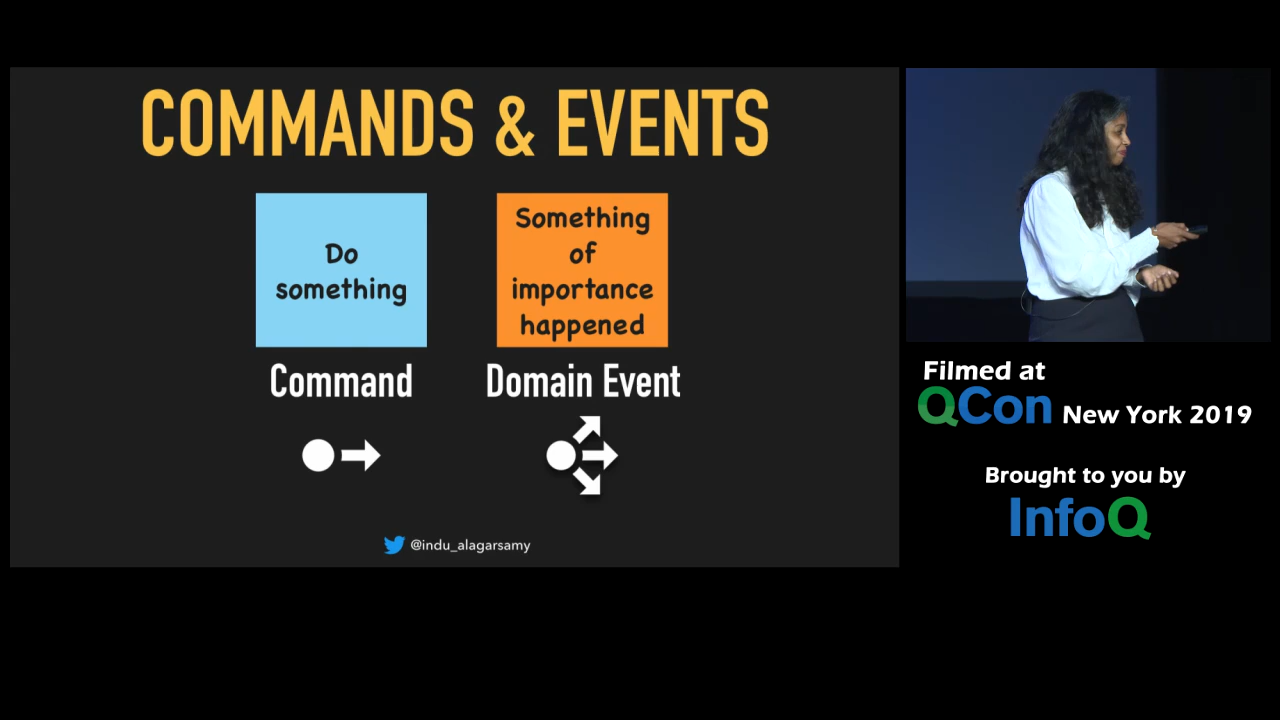 COMMANDS & EVENTS
Do
something
Something
of
importance
happened
Command
Domain Event
@indu_alagarsamy
Filmed at
QCon New York 2019
Brought to you by
InfoQ